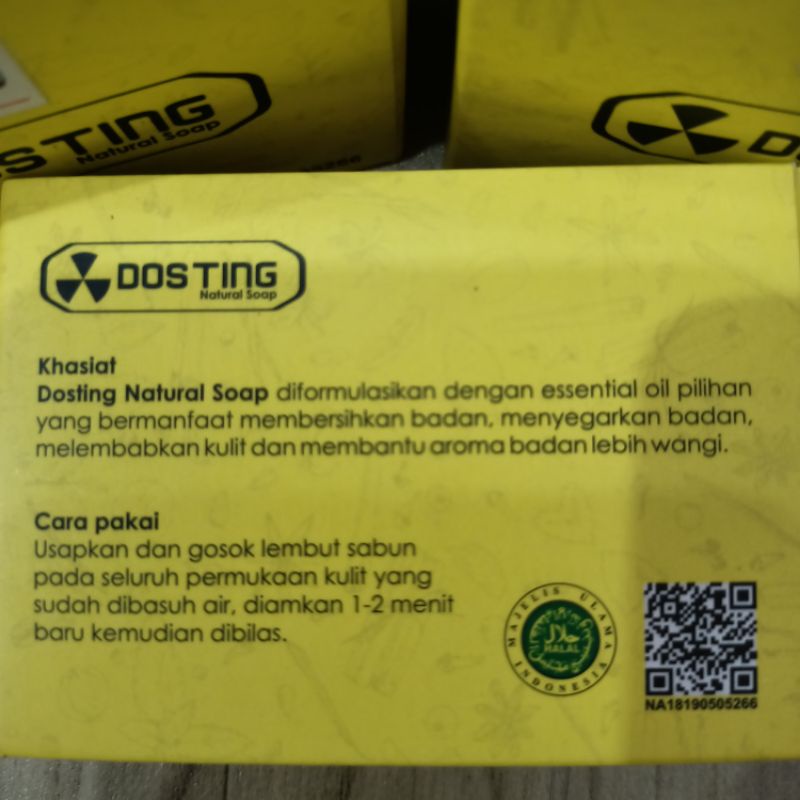 DOSTING
Natural Soap
DOSTING
Natural Soap
Khasiat
Dosting Natural Soap diformulasikan dengan essential oil pilihan
yang bermanfaat membersihkan badan, menyegarkan badan,
melembabkan kulit dan membantu aroma badan lebih wangi.
Cara pakai
Usapkan dan gosok lembut sabun
pada seluruh permukaan kulit yang
sudah dibasuh air, diamkan 1-2 menit
baru kemudian dibilas.
MAJELIS ULAMA
INDONESIA
حلال
HALAL
NA18190505266